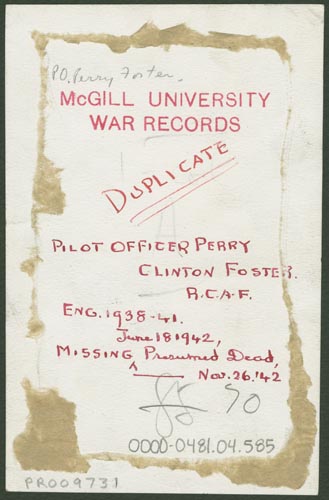 P.O. Perry Foster.
McGILL UNIVERSITY
WAR RECORDS
DUPLICATE
PILOT OFFICER PERRY
CLINTON FOSTER.
R.C.A.F.
ENG. 1938-41.
June 18 1942,
MISSING Presumed Dead,
Nov. 26.'42
90
0000-0481.04.585
PR009731